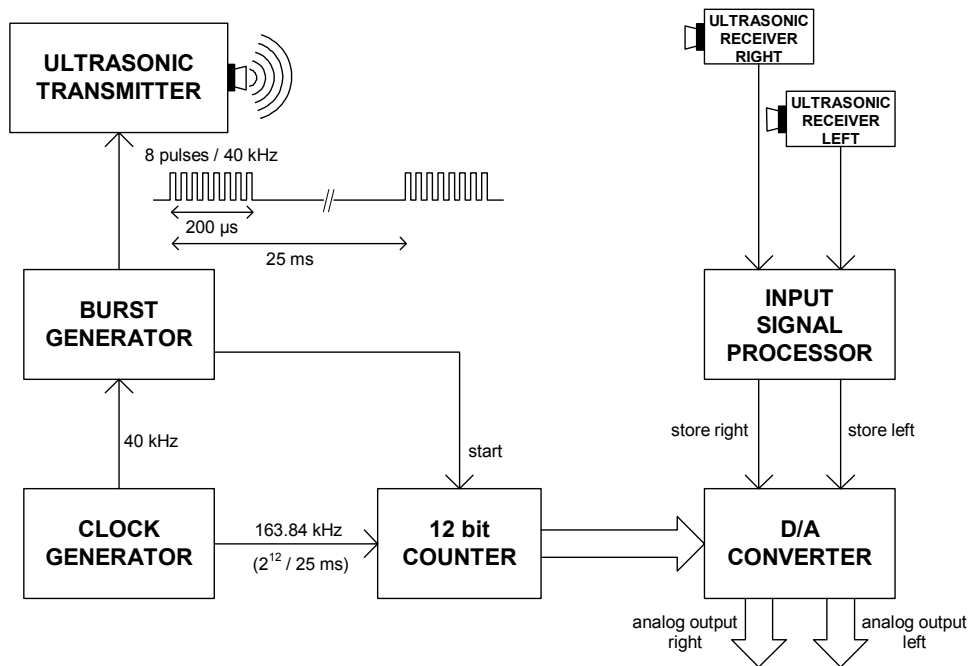 ULTRASONIC
TRANSMITTER
ULTRASONIC
RECEIVER
RIGHT
ULTRASONIC
RECEIVER
LEFT
8 pulses / 40 kHz
200 µs
25 ms
BURST
GENERATOR
INPUT
SIGNAL
PROCESSOR
40 kHz
start
store right
store left
CLOCK
GENERATOR
163.84 kHz
(2¹² / 25 ms)
12 bit
COUNTER
D/A
CONVERTER
analog output
right
analog output
left